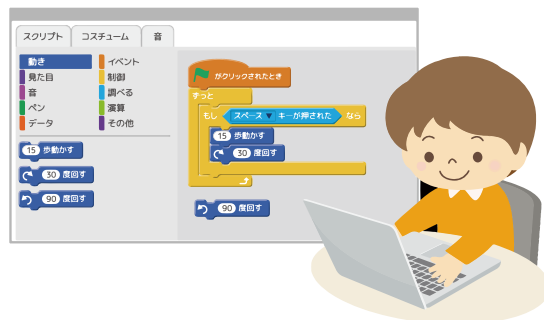 スクリプト
コスチューム
音
動き
見た目
音
ペン
データ
イベント
制御
調べる
演算
その他
15 歩動かす
30 度回す
90 度回す
がクリックされたとき
ずっと
もし スペース▼ キーが押された なら
15 歩動かす
30 度回す
90 度回す